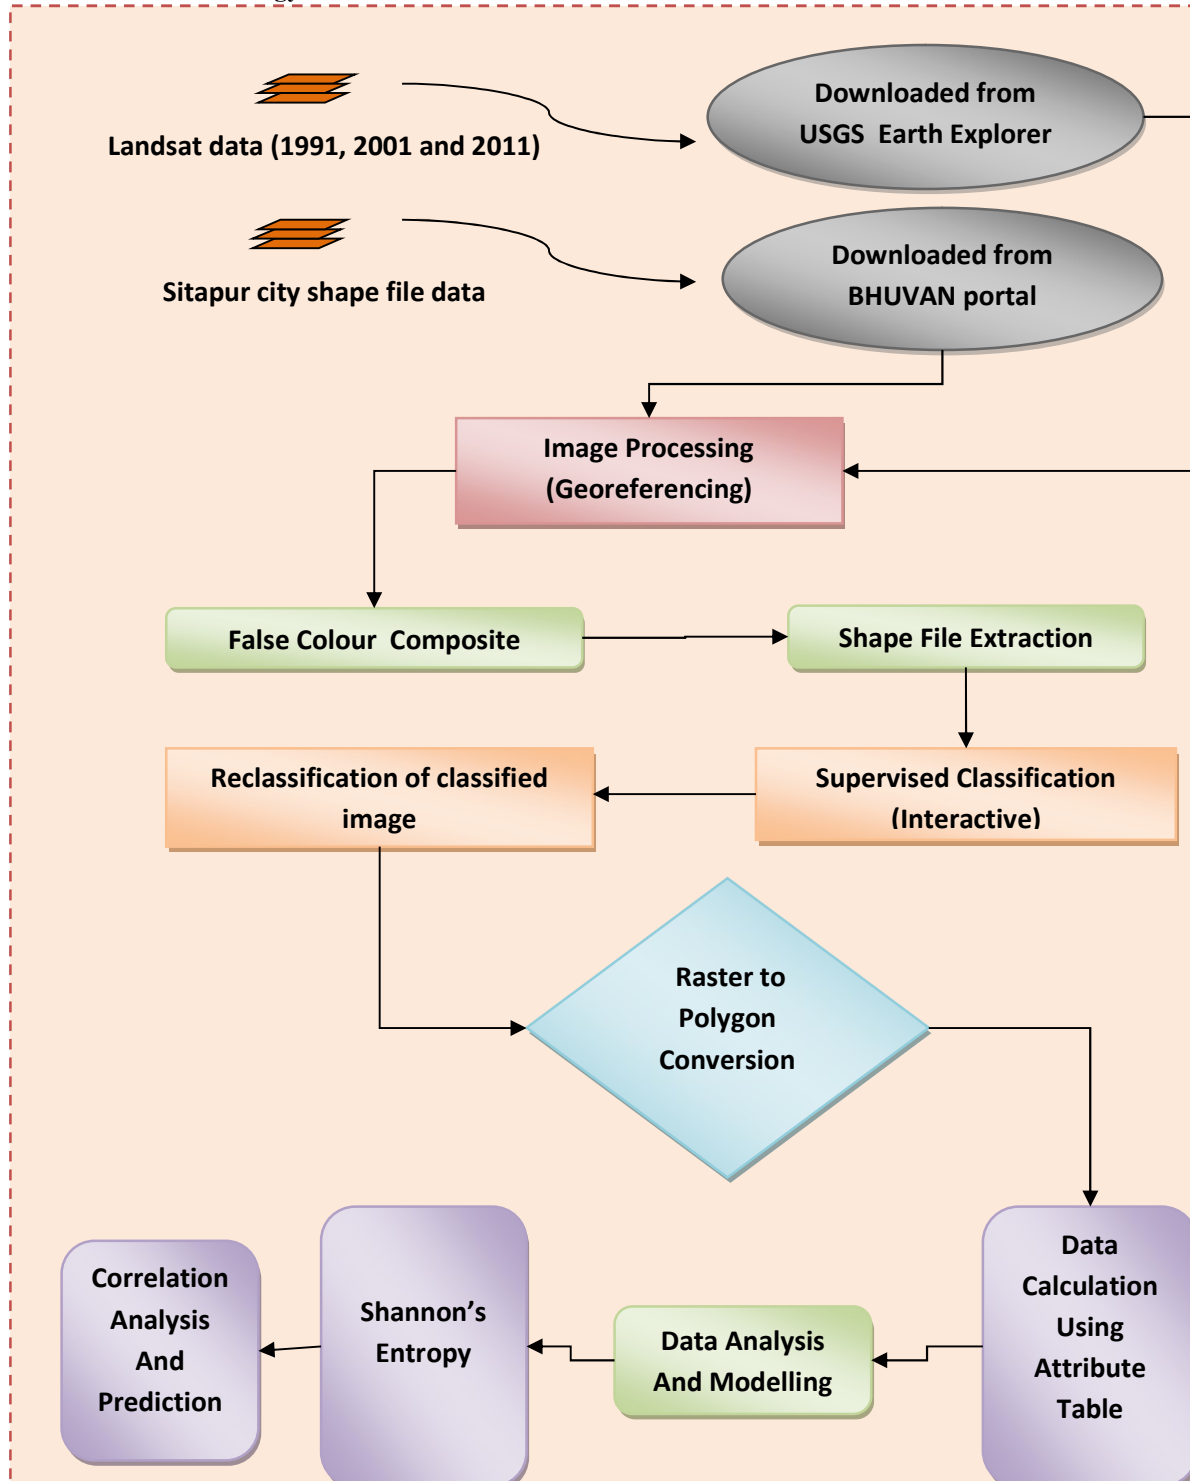 Downloaded from
USGS Earth Explorer
Landsat data (1991, 2001 and 2011)
Downloaded from
BHUVAN portal
Sitapur city shape file data
Image Processing
(Georeferencing)
False Colour Composite
Shape File Extraction
Supervised Classification
(Interactive)
Reclassification of classified
image
Raster to
Polygon
Conversion
Data
Calculation
Using
Attribute
Table
Data Analysis
And Modelling
Shannon’s
Entropy
Correlation
Analysis
And
Prediction